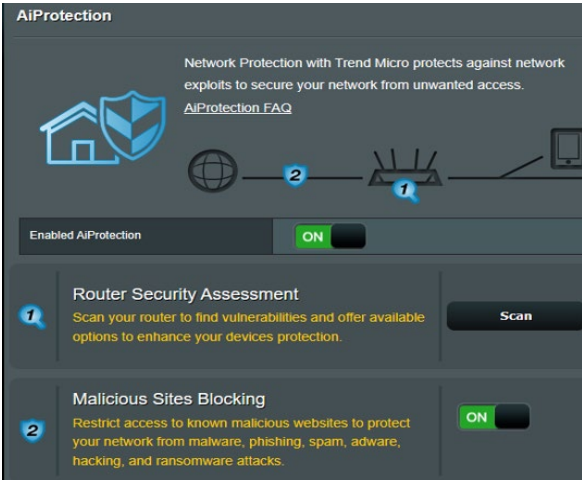 AiProtection
Network Protection with Trend Micro protects against network
exploits to secure your network from unwanted access.
AiProtection FAQ
2
1
Enabled AiProtection
ON
1
Router Security Assessment
Scan your router to find vulnerabilities and offer available
options to enhance your devices protection.
Scan
2
Malicious Sites Blocking
Restrict access to known malicious websites to protect
your network from malware, phishing, spam, adware,
hacking, and ransomware attacks.
ON